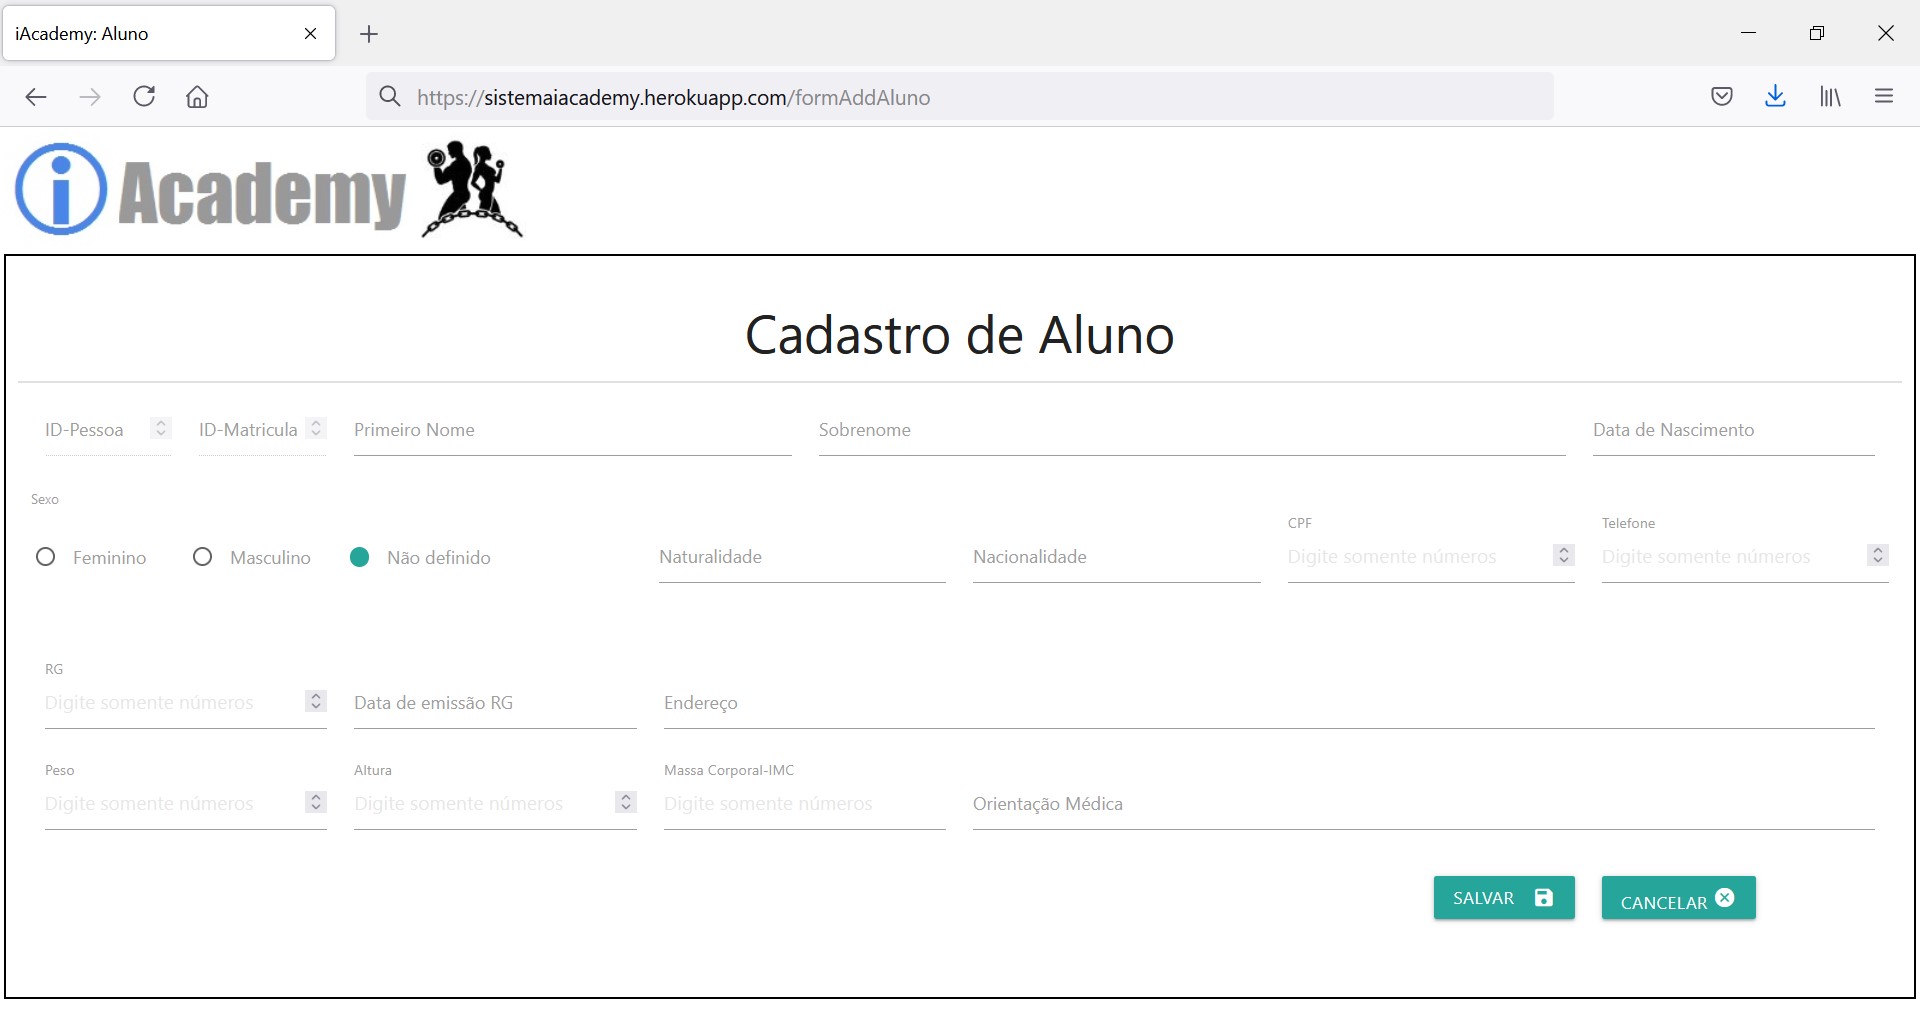 iAcademy: Aluno
https://sistemaiacademy.herokuapp.com/formAddAluno
i Academy
Cadastro de Aluno
ID-Pessoa ID-Matricula Primeiro Nome Sobrenome Data de Nascimento
Sexo
CPF Telefone
Feminino Masculino Não definido Naturalidade Nacionalidade Digite somente números Digite somente números
RG
Digite somente números Data de emissão RG Endereço
Peso Altura Massa Corporal-IMC
Digite somente números Digite somente números Digite somente números Orientação Médica
SALVAR CANCELAR